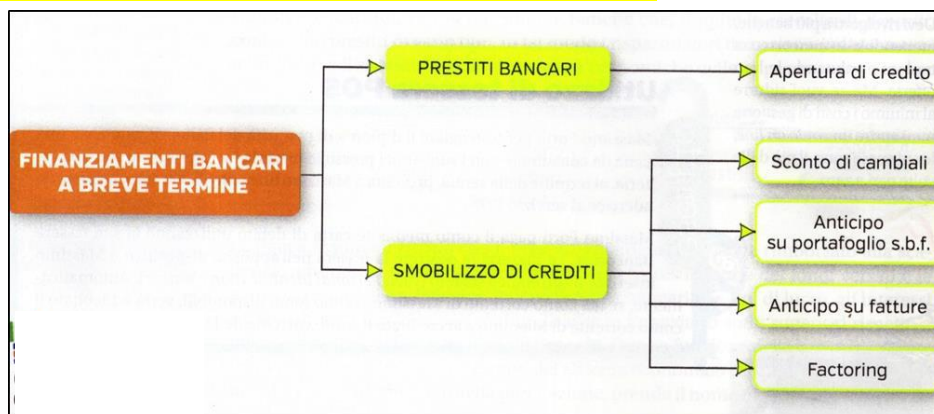 PRESTITI BANCARI
Apertura di credito
FINANZIAMENTI BANCARI
A BREVE TERMINE
Sconto di cambiali
Anticipo
su portafoglio s.b.f.
SMOBILIZZO DI CREDITI
Anticipo su fatture
Factoring